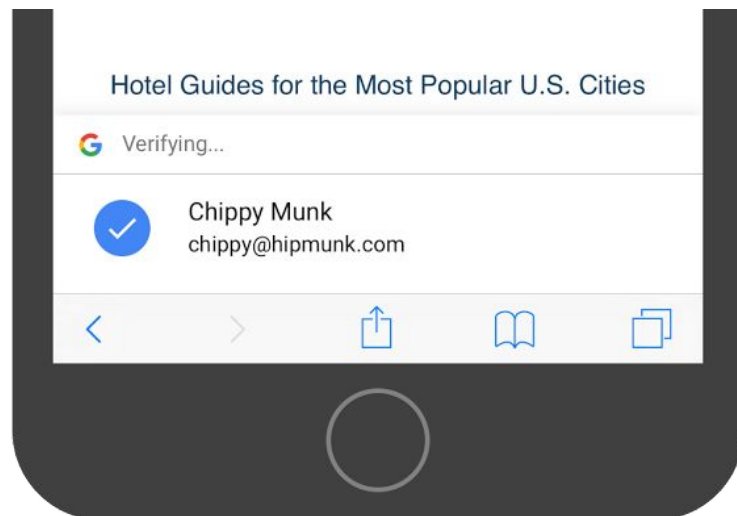 Hotel Guides for the Most Popular U.S. Cities
Verifying...
Chippy Munk
chippy@hipmunk.com